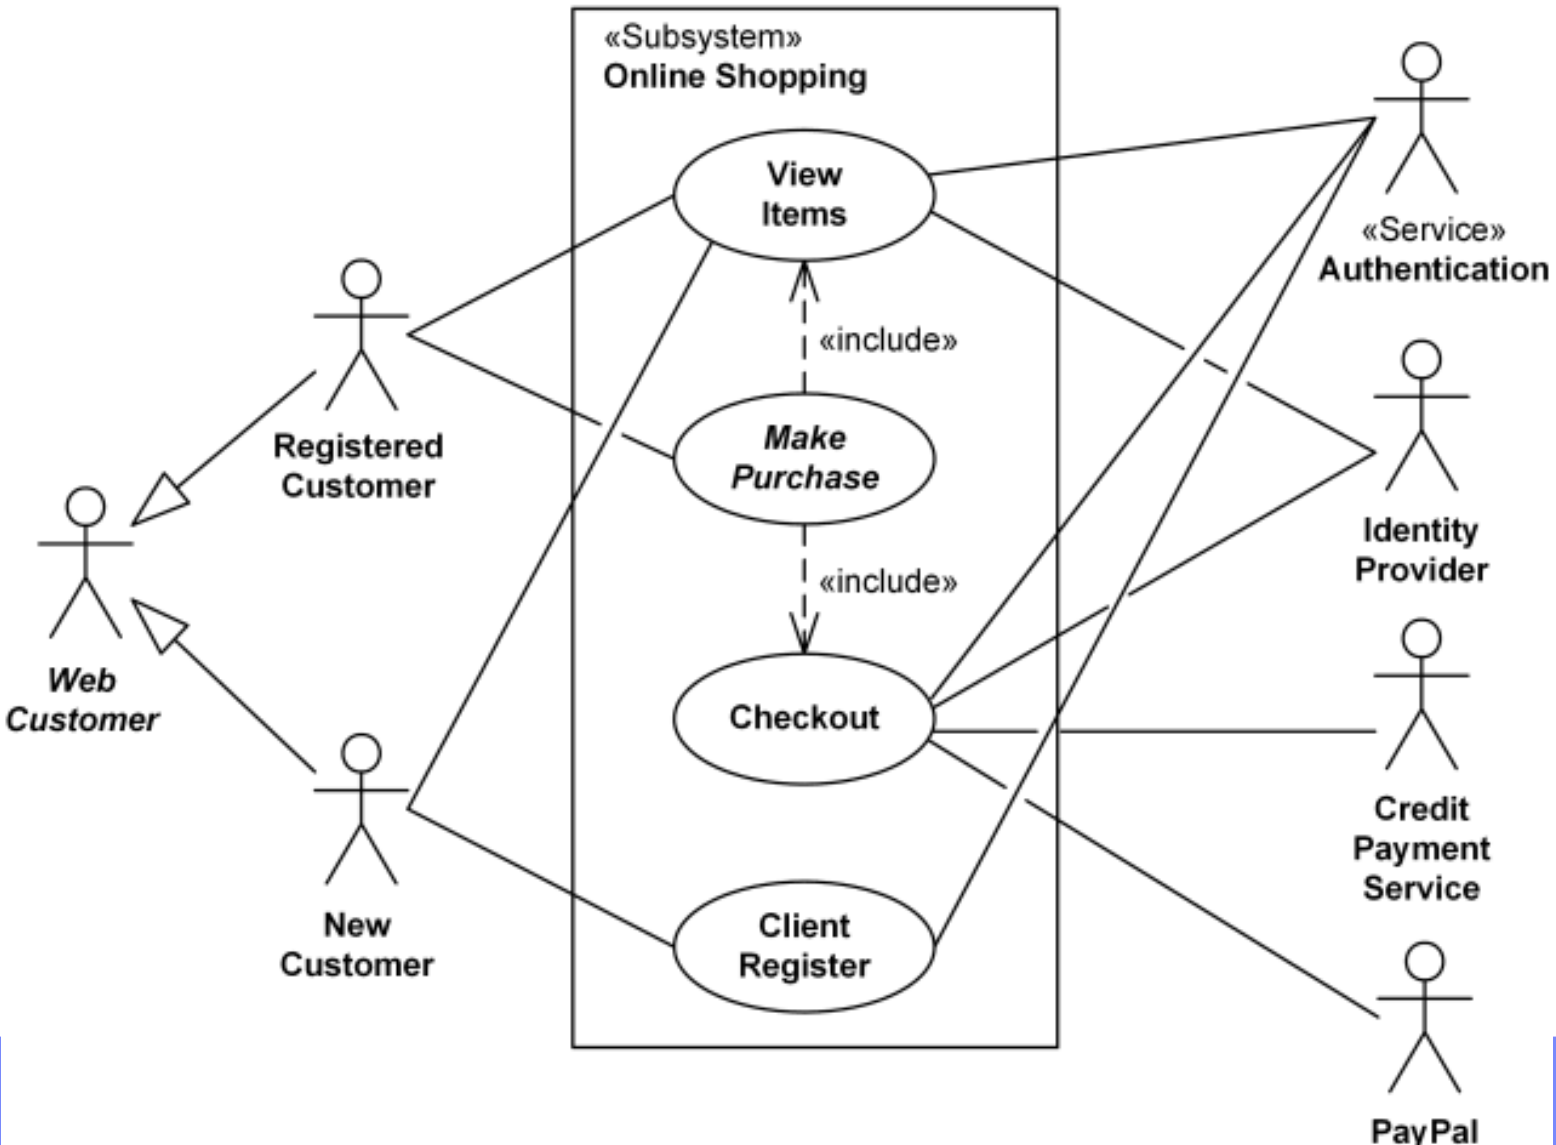 «Subsystem»
Online Shopping
View
Items
«include»
Make
Purchase
«include»
Checkout
Client
Register
Registered
Customer
Web
Customer
New
Customer
«Service»
Authentication
Identity
Provider
Credit
Payment
Service
PayPal